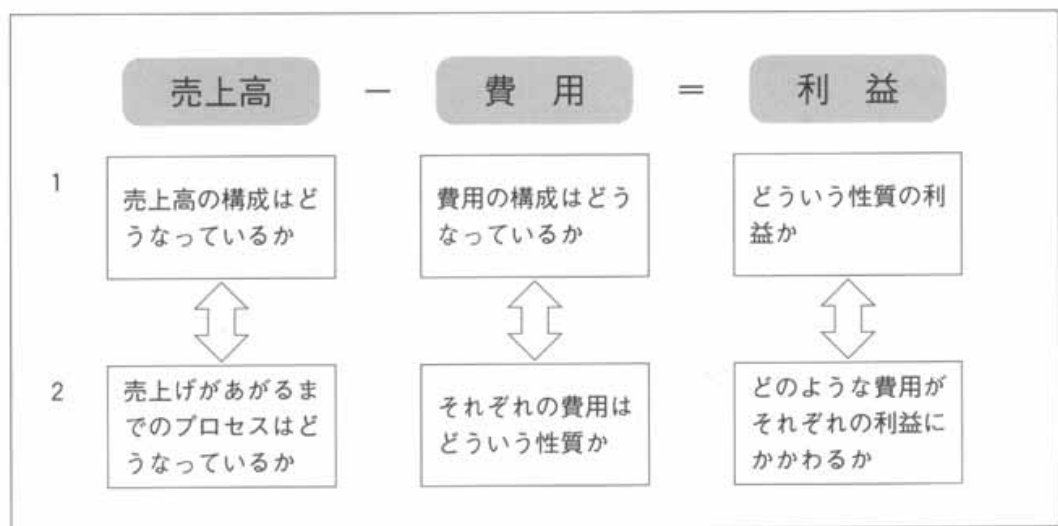 売上高 － 費 用 ＝ 利 益
1
売上高の構成はど
うなっているか
費用の構成はどう
なっているか
どういう性質の利
益か
2
売上げがあがるま
でのプロセスはど
うなっているか
それぞれの費用は
どういう性質か
どのような費用が
それぞれの利益に
かかわるか